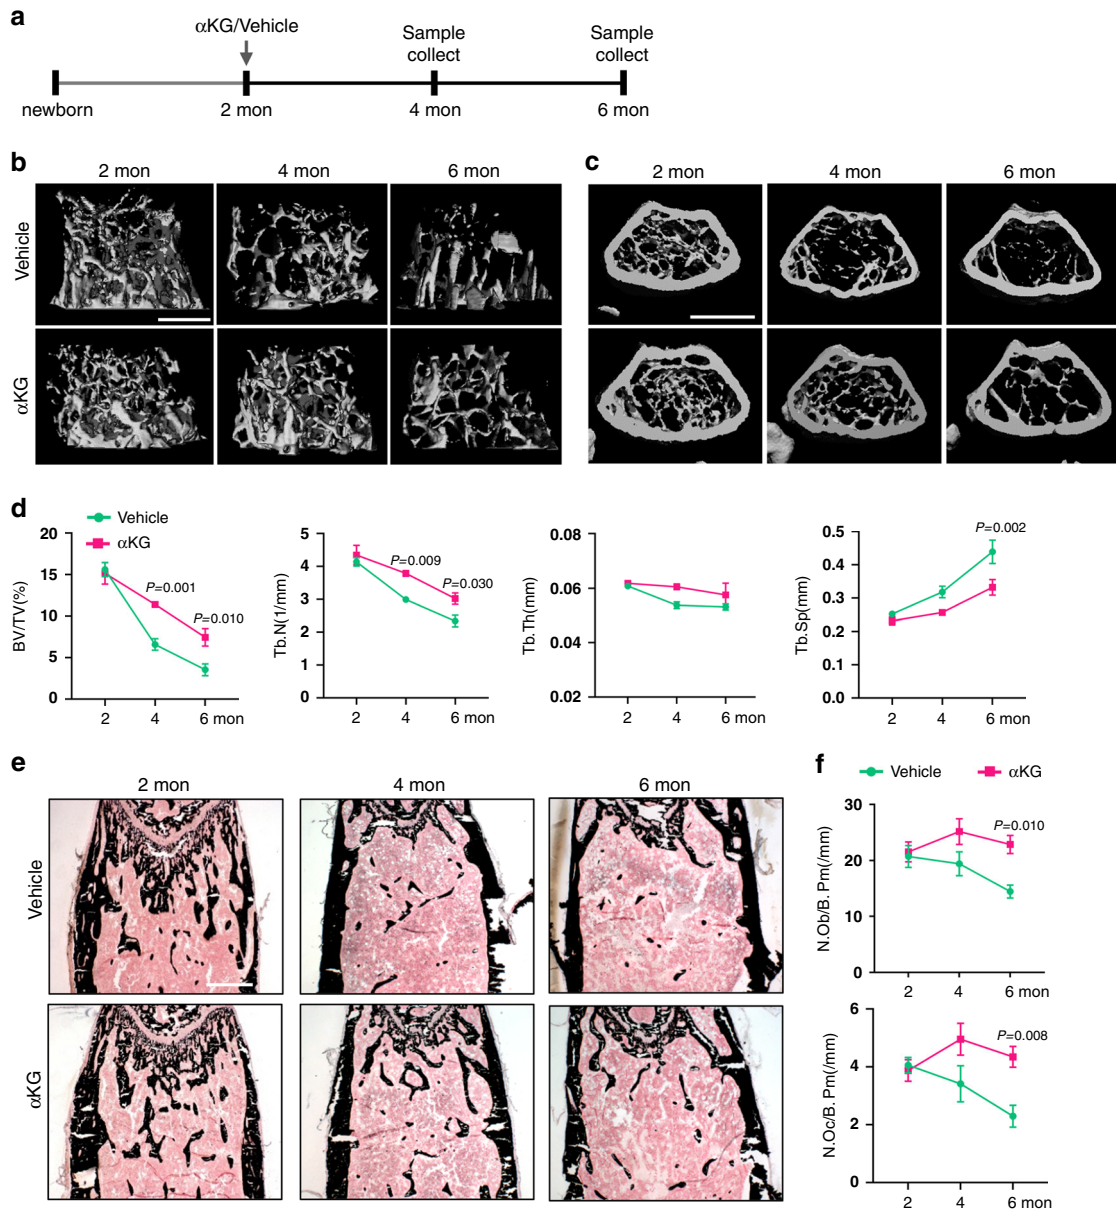 a
αKG/Vehicle
Sample collect
Sample collect
newborn
2 mon
4 mon
6 mon
b
2 mon
4 mon
6 mon
Vehicle
αKG
c
2 mon
4 mon
6 mon
d
Vehicle
αKG
BV/TV(%)
20
15
10
5
0
P=0.001
P=0.010
2
4
6 mon
Tb.N(1/mm)
5
4
3
2
1
0
P=0.009
P=0.030
2
4
6 mon
Tb.Th(mm)
0.08
0.06
0.04
0.02
2
4
6 mon
Tb.Sp(mm)
0.5
0.4
0.3
0.2
0.1
0.0
P=0.002
2
4
6 mon
e
2 mon
4 mon
6 mon
Vehicle
αKG
f
Vehicle
αKG
N.Ob/B. Pm(/mm)
30
20
10
0
P=0.010
2
4
6 mon
N.Oc/B. Pm(/mm)
6
4
2
0
P=0.008
2
4
6 mon